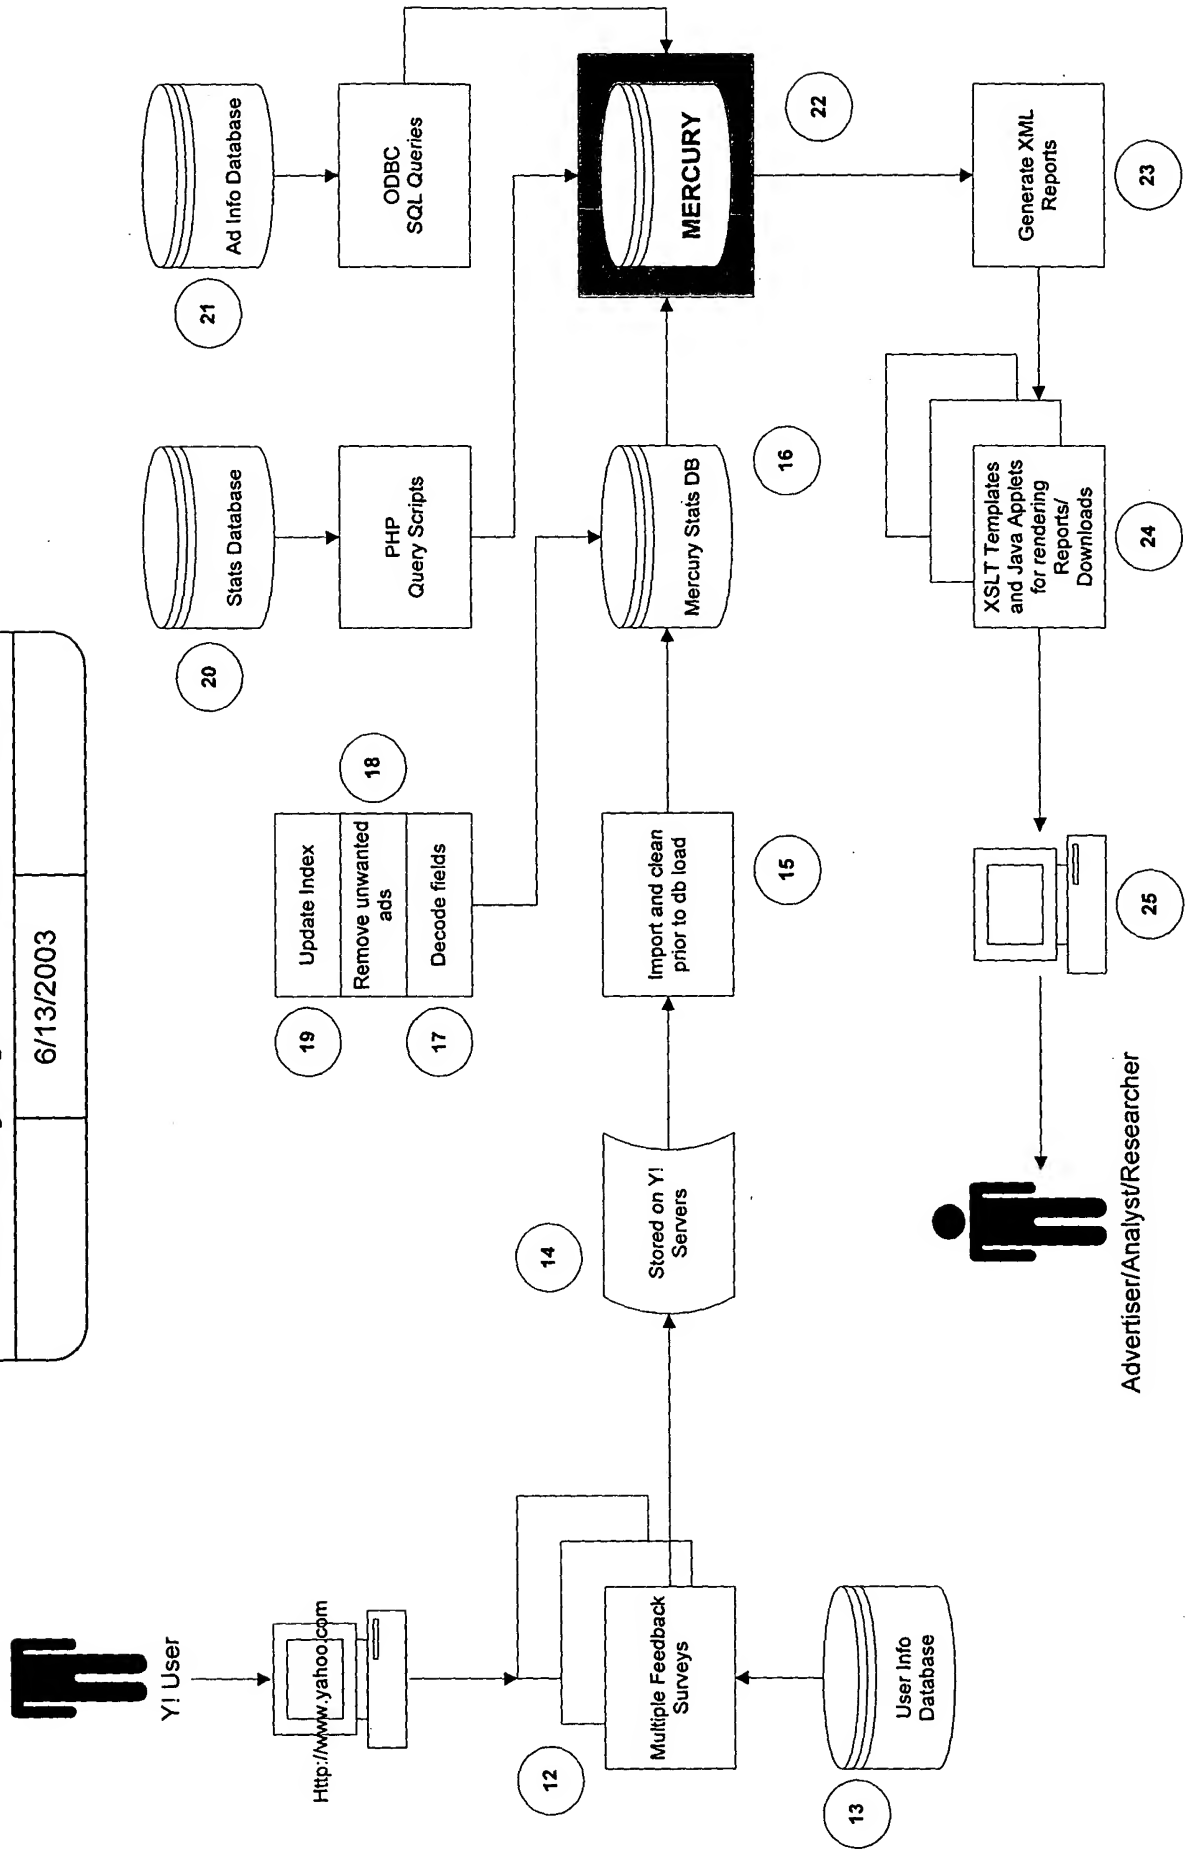 6/13/2003
Y! User
Http://www.yahoo.com
12
Multiple Feedback
Surveys
13
User Info
Database
14
Stored on Y!
Servers
19
Update Index
18
Remove unwanted
ads
17
Decode fields
15
Import and clean
prior to db load
20
Stats Database
PHP
Query Scripts
16
Mercury Stats DB
21
Ad Info Database
ODBC
SQL Queries
MERCURY
22
Generate XML
Reports
23
XSLT Templates
and Java Applets
for rendering
Reports/
Downloads
24
25
Advertiser/Analyst/Researcher